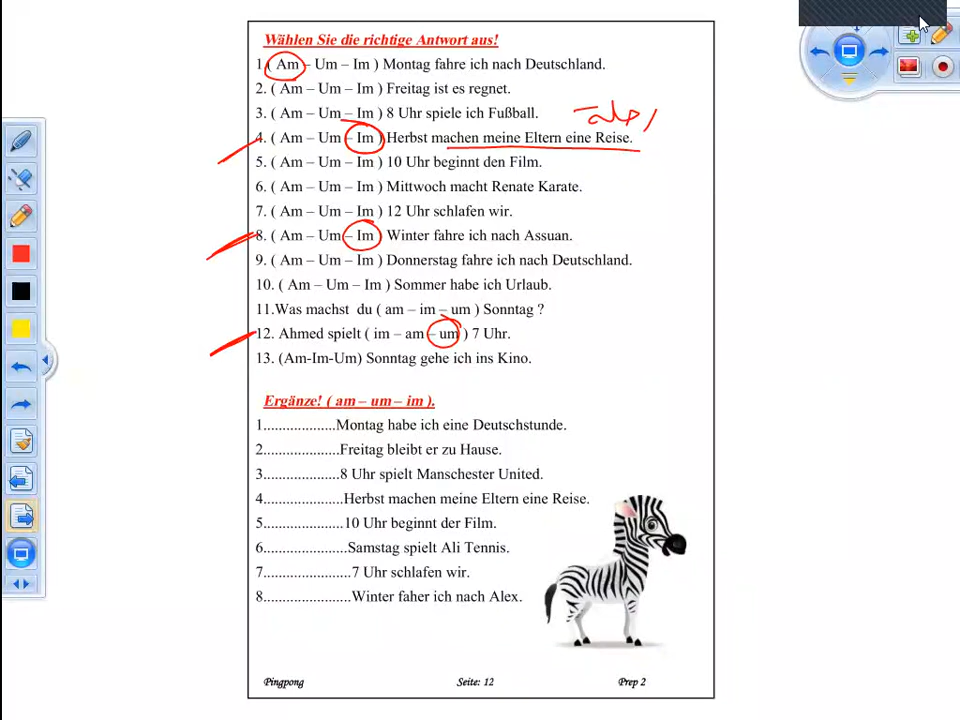 Wählen Sie die richtige Antwort aus!
1 ( Am – Um – Im ) Montag fahre ich nach Deutschland.
2. ( Am – Um – Im ) Freitag ist es regnet.
3. ( Am – Um – Im ) 8 Uhr spiele ich Fußball.
رحلة
4. ( Am – Um – Im ) Herbst machen meine Eltern eine Reise.
5. ( Am – Um – Im ) 10 Uhr beginnt den Film.
6. ( Am – Um – Im ) Mittwoch macht Renate Karate.
7. ( Am – Um – Im ) 12 Uhr schlafen wir.
8. ( Am – Um – Im ) Winter fahre ich nach Assuan.
9. ( Am – Um – Im ) Donnerstag fahre ich nach Deutschland.
10. ( Am – Um – Im ) Sommer habe ich Urlaub.
11.Was machst du ( am – im – um ) Sonntag ?
12. Ahmed spielt ( im – am – um ) 7 Uhr.
13. (Am-Im-Um) Sonntag gehe ich ins Kino.
Ergänze! ( am – um – im ).
1...................Montag habe ich eine Deutschstunde.
2....................Freitag bleibt er zu Hause.
3....................8 Uhr spielt Manschester United.
4.....................Herbst machen meine Eltern eine Reise.
5.....................10 Uhr beginnt der Film.
6......................Samstag spielt Ali Tennis.
7.......................7 Uhr schlafen wir.
8.......................Winter faher ich nach Alex.
Pingpong Seite: 12 Prep 2